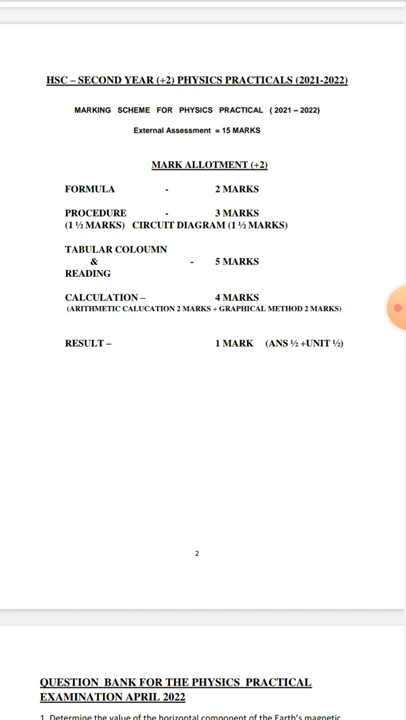 HSC – SECOND YEAR (+2) PHYSICS PRACTICALS (2021-2022)
MARKING SCHEME FOR PHYSICS PRACTICAL ( 2021 – 2022)
External Assessment = 15 MARKS
MARK ALLOTMENT (+2)
FORMULA - 2 MARKS
PROCEDURE - 3 MARKS
(1 ½ MARKS) CIRCUIT DIAGRAM (1 ½ MARKS)
TABULAR COLOUMN
& - 5 MARKS
READING
CALCULATION – 4 MARKS
(ARITHMETIC CALUCATION 2 MARKS + GRAPHICAL METHOD 2 MARKS)
RESULT – 1 MARK (ANS ½ +UNIT ½)
2
QUESTION BANK FOR THE PHYSICS PRACTICAL
EXAMINATION APRIL 2022
1. Determine the value of the horizontal component of the Earth's magnetic